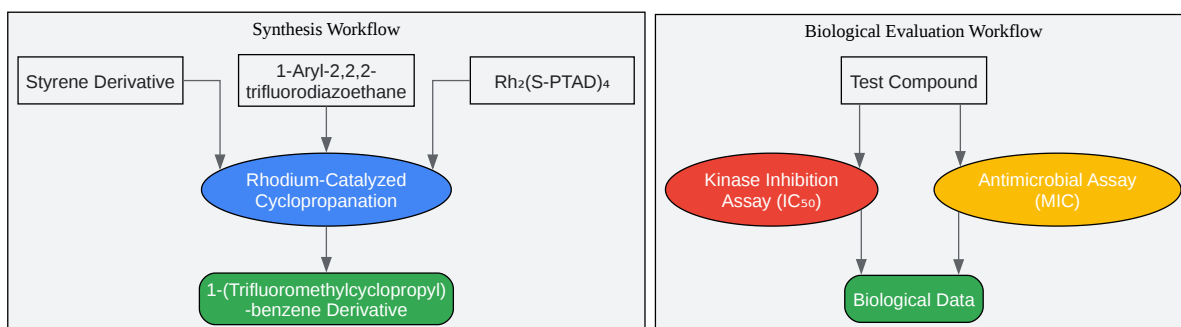 Synthesis Workflow
Styrene Derivative
1-Aryl-2,2,2-
trifluorodiazoethane
Rh₂(S-PTAD)₄
Rhodium-Catalyzed
Cyclopropanation
1-(Trifluoromethylcyclopropyl)
-benzene Derivative
Biological Evaluation Workflow
Test Compound
Kinase Inhibition
Assay (IC₅₀)
Antimicrobial Assay
(MIC)
Biological Data